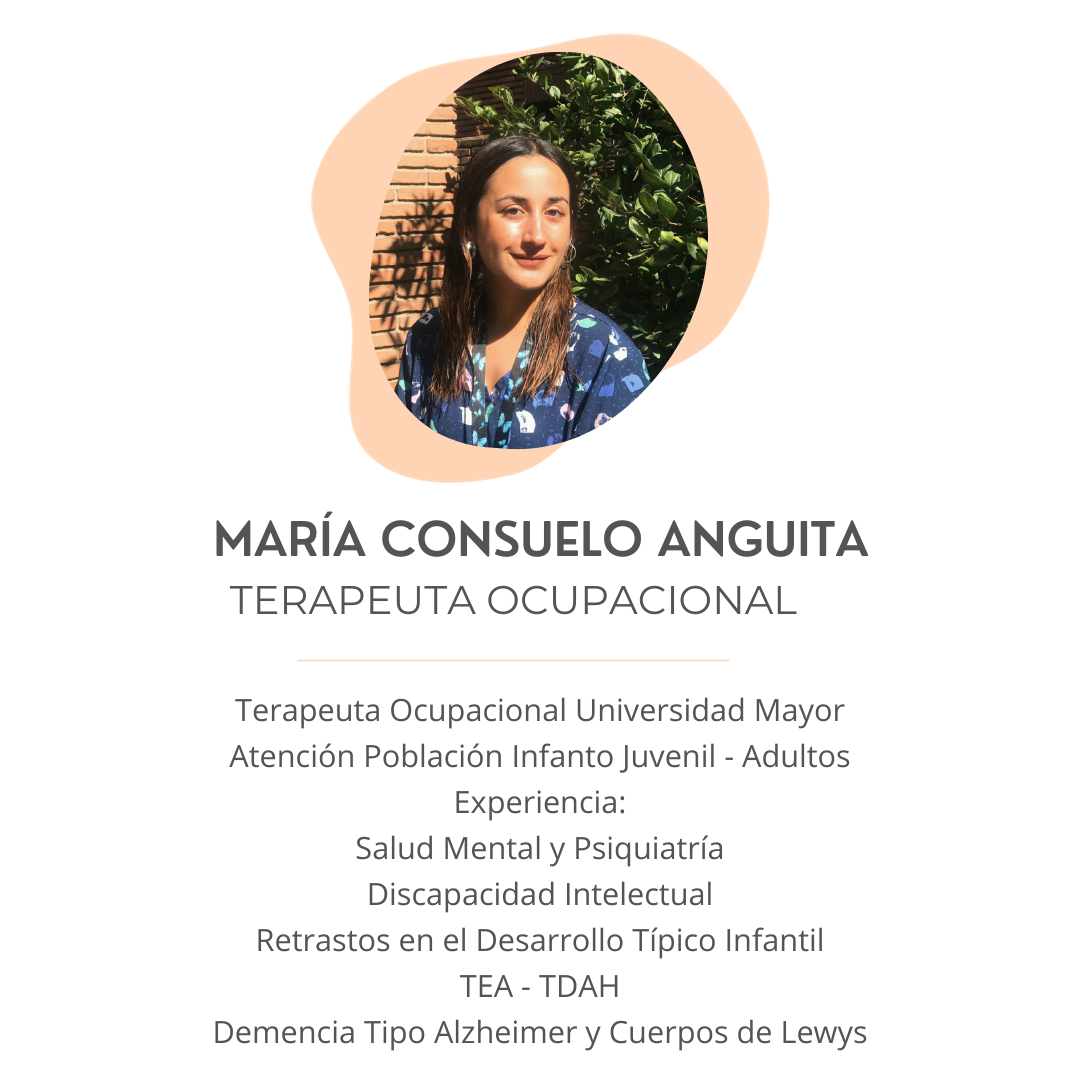 MARÍA CONSUELO ANGUITA
TERAPEUTA OCUPACIONAL
Terapeuta Ocupacional Universidad Mayor
Atención Población Infanto Juvenil - Adultos
Experiencia:
Salud Mental y Psiquiatría
Discapacidad Intelectual
Retrastos en el Desarrollo Típico Infantil
TEA - TDAH
Demencia Tipo Alzheimer y Cuerpos de Lewys